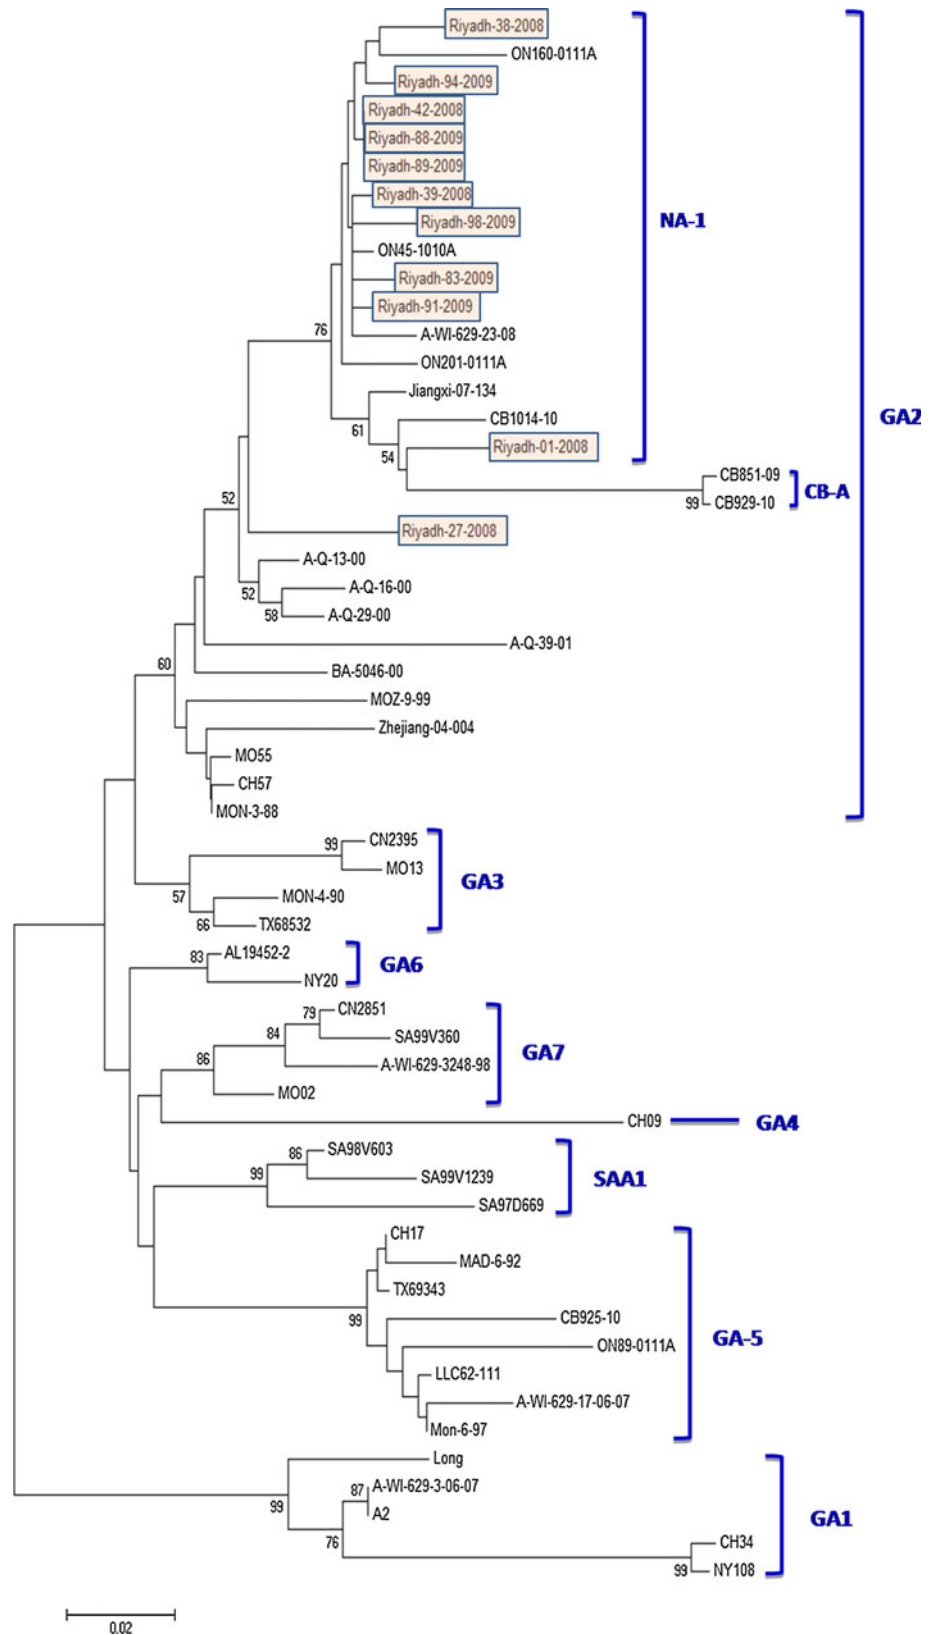 Riyadh-38-2008
ON160-0111A
Riyadh-94-2009
Riyadh-42-2008
Riyadh-88-2009
Riyadh-89-2009
Riyadh-39-2008
Riyadh-98-2009
NA-1
ON45-1010A
Riyadh-83-2009
Riyadh-91-2009
76
A-WI-629-23-08
ON201-0111A
Jiangxi-07-134
GA2
CB1014-10
61
Riyadh-01-2008
54
CB851-09
CB-A
52
99
CB929-10
Riyadh-27-2008
A-Q-13-00
52
A-Q-16-00
58
A-Q-29-00
A-Q-39-01
60
BA-5046-00
MOZ-9-99
Zhejiang-04-004
MO55
CH57
MON-3-88
99
CN2395
MO13
GA3
57
MON-4-90
66
TX68532
83
AL19452-2
GA6
NY20
79
CN2851
84
SA99V360
GA7
86
A-WI-629-3248-98
MO02
CH09
GA4
86
SA98V603
99
SA99V1239
SAA1
SA97D669
CH17
MAD-6-92
TX69343
99
CB925-10
GA-5
ON89-0111A
LLC62-111
A-WI-629-17-06-07
Mon-6-97
Long
87
A-WI-629-3-06-07
99
A2
GA1
76
CH34
99
NY108
0.02